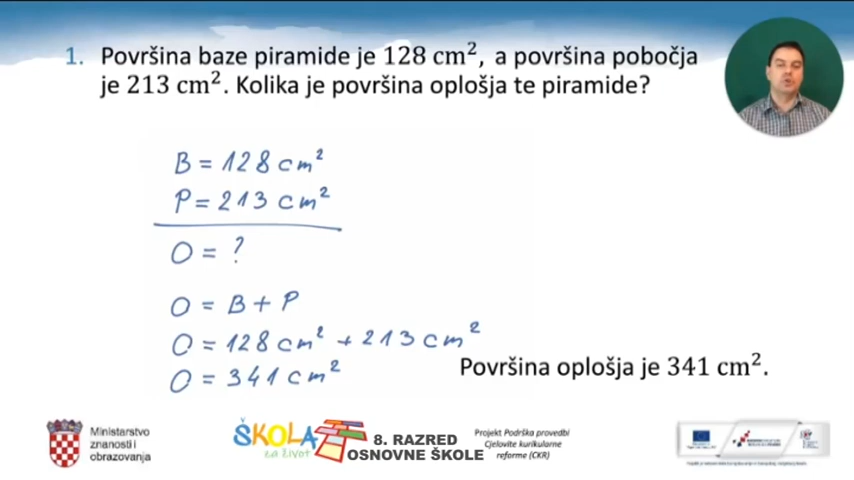 1. Površina baze piramide je 128 cm², a površina pobočja
je 213 cm². Kolika je površina oplošja te piramide?
B = 128 cm²
P = 213 cm²
O = ?
O = B + P
O = 128 cm² + 213 cm²
O = 341 cm²
Površina oplošja je 341 cm².
Ministarstvo
znanosti i
obrazovanja
ŠKOLA
za život
8. RAZRED
OSNOVNE ŠKOLE
Projekt Podrška provedbi
Cjelovite kurikularne
reforme (CKR)